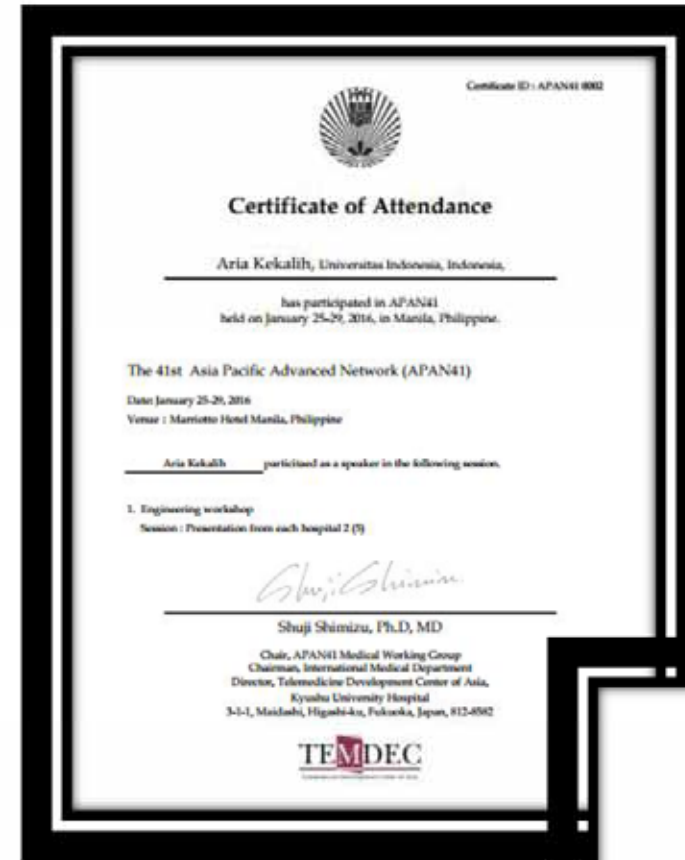 Certificate ID : APAN41 0002
Certificate of Attendance
Aria Kekalih, Universitas Indonesia, Indonesia,
has participated in APAN41
held on January 25-29, 2016, in Manila, Philippine.
The 41st Asia Pacific Advanced Network (APAN41)
Date: January 25-29, 2016
Venue : Marriotto Hotel Manila, Philippine
Aria Kekalih particitaed as a speaker in the following session.
1. Engineering workshop
Session : Presentation from each hospital 2 (5)
Shuji Shimizu
Shuji Shimizu, Ph.D, MD
Chair, APAN41 Medical Working Group
Chairman, International Medical Department
Director, Telemedicine Development Center of Asia,
Kyushu University Hospital
3-1-1, Maidashi, Higashi-ku, Fukuoka, Japan, 812-8582
TEMDEC